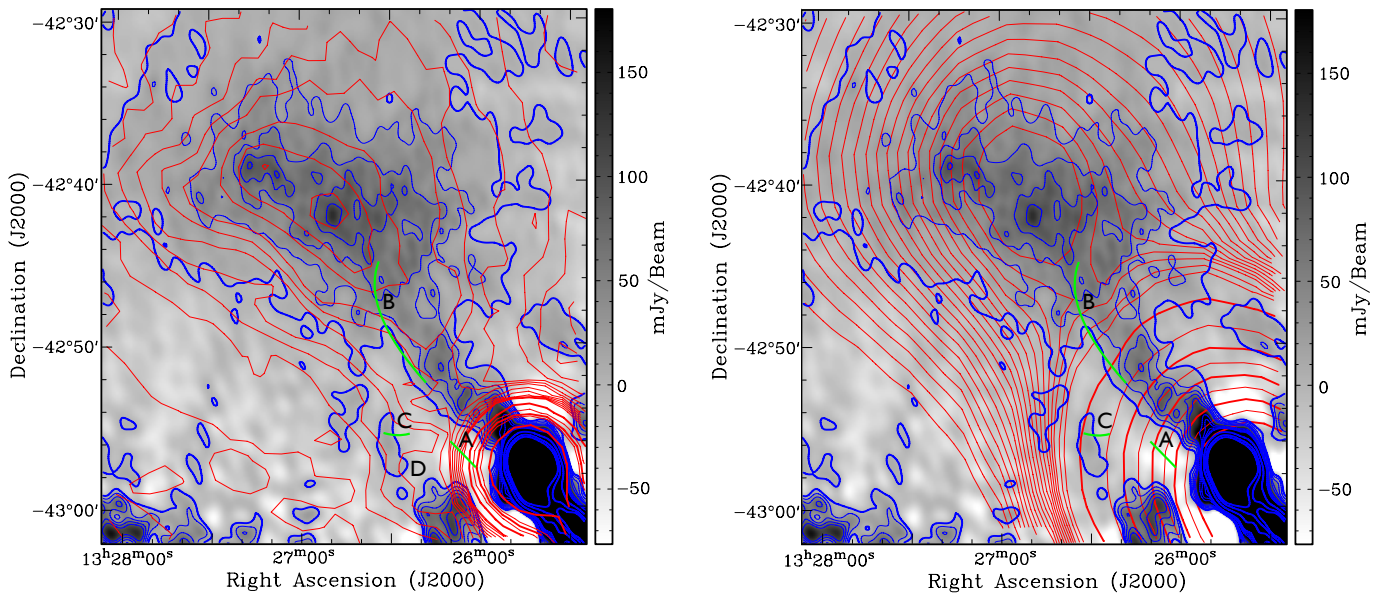 −42°30′
−42°40′
−42°50′
−43°00′
Declination (J2000)
13ʰ28ᵐ00ˢ
27ᵐ00ˢ
26ᵐ00ˢ
Right Ascension (J2000)
B
C
A
D
150
100
50
0
−50
mJy/Beam
−42°30′
−42°40′
−42°50′
−43°00′
Declination (J2000)
13ʰ28ᵐ00ˢ
27ᵐ00ˢ
26ᵐ00ˢ
Right Ascension (J2000)
B
C
A
150
100
50
0
−50
mJy/Beam